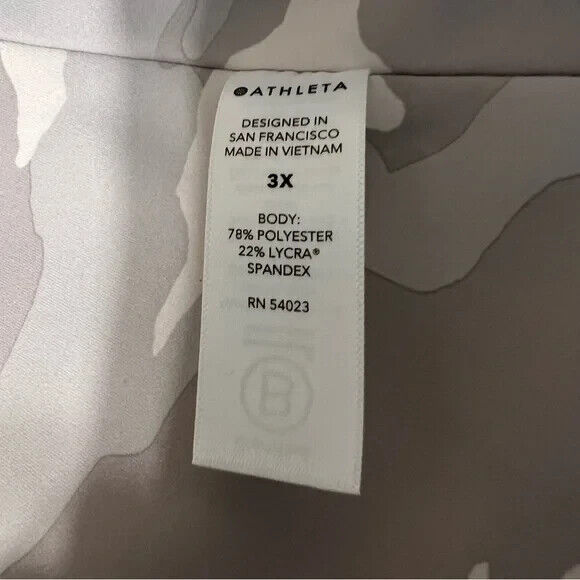 ATHLETA
DESIGNED IN
SAN FRANCISCO
MADE IN VIETNAM
3X
BODY:
78% POLYESTER
22% LYCRA®
SPANDEX
RN 54023
B